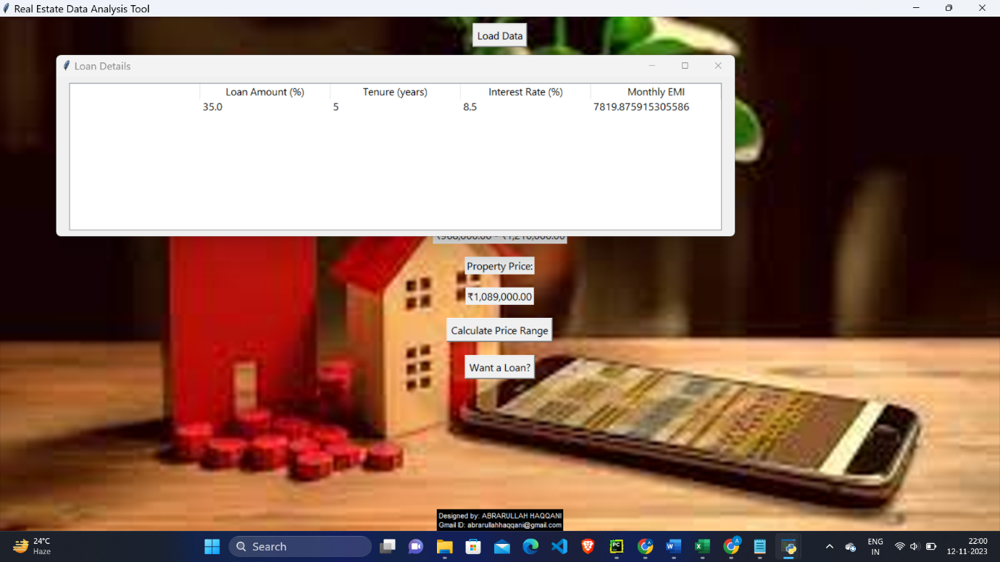 Real Estate Data Analysis Tool
Load Data
Loan Details
Loan Amount (%) Tenure (years) Interest Rate (%) Monthly EMI
35.0 5 8.5 7819.875915305586
Property Price:
₹1,089,000.00
Calculate Price Range
Want a Loan?
Designed by: ABRARULLAH HAQQANI
Gmail ID: abrarullahhaqqani@gmail.com
24°C
Haze
Search
ENG
IN
22:00
12-11-2023